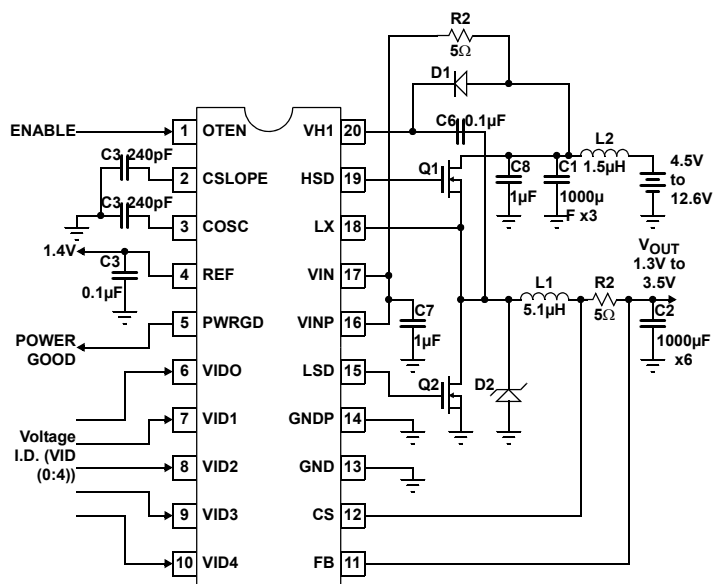 R2
5Ω
D1
C6 0.1µF
ENABLE 1 OTEN VH1 20
C3 240pF
L2
1.5µH
4.5V
to
12.6V
2 CSLOPE HSD 19 Q1
C8
1µF
C1
1000µ
F x3
C3 240pF
3 COSC LX 18
1.4V
4 REF VIN 17
C3
0.1µF
VOUT
1.3V to
3.5V
L1
5.1µH
R2
5Ω
5 PWRGD VINP 16
C7
1µF
C2
1000µF
x6
POWER
GOOD
6 VIDO LSD 15 Q2 D2
7 VID1 GNDP 14
Voltage
I.D. (VID
(0:4))
8 VID2 GND 13
9 VID3 CS 12
10 VID4 FB 11